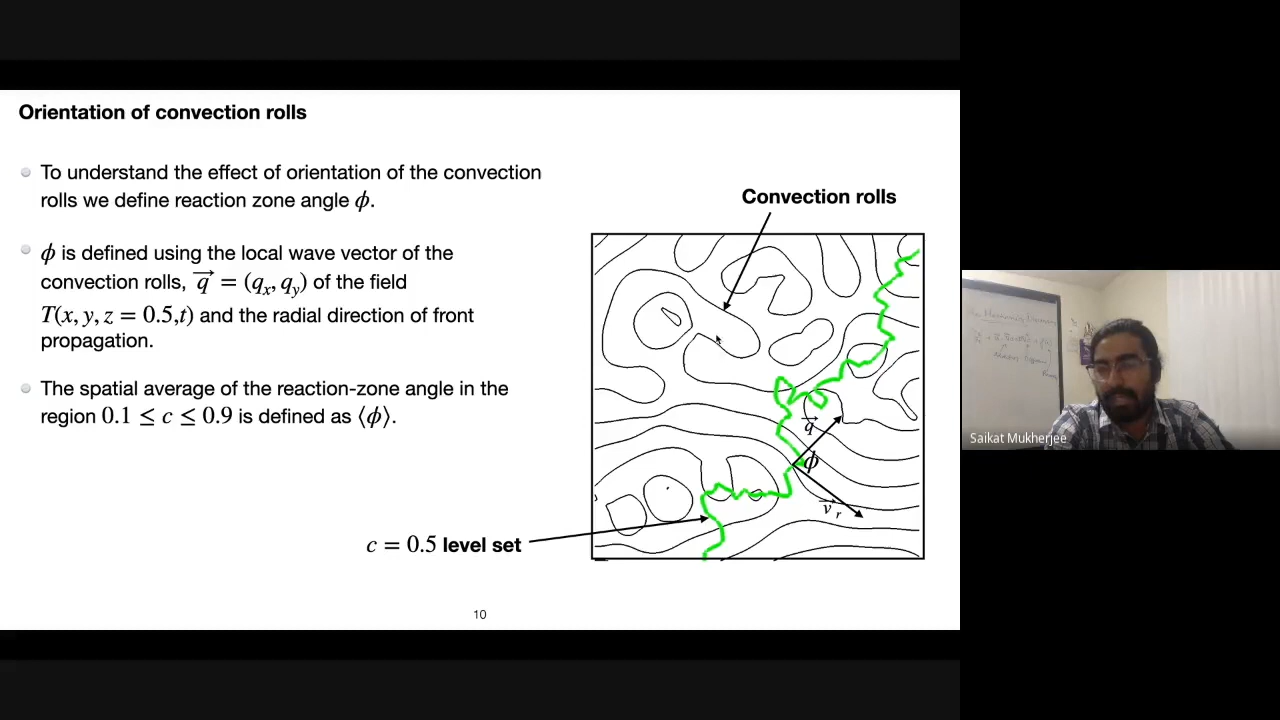 Orientation of convection rolls
To understand the effect of orientation of the convection
rolls we define reaction zone angle ϕ.
ϕ is defined using the local wave vector of the
convection rolls, q⃗ = (qₓ, q_y) of the field
T(x, y, z = 0.5,t) and the radial direction of front
propagation.
The spatial average of the reaction-zone angle in the
region 0.1 ≤ c ≤ 0.9 is defined as ⟨ϕ⟩.
Convection rolls
q⃗
ϕ
v⃗ᵣ
c = 0.5 level set
10
Saikat Mukherjee